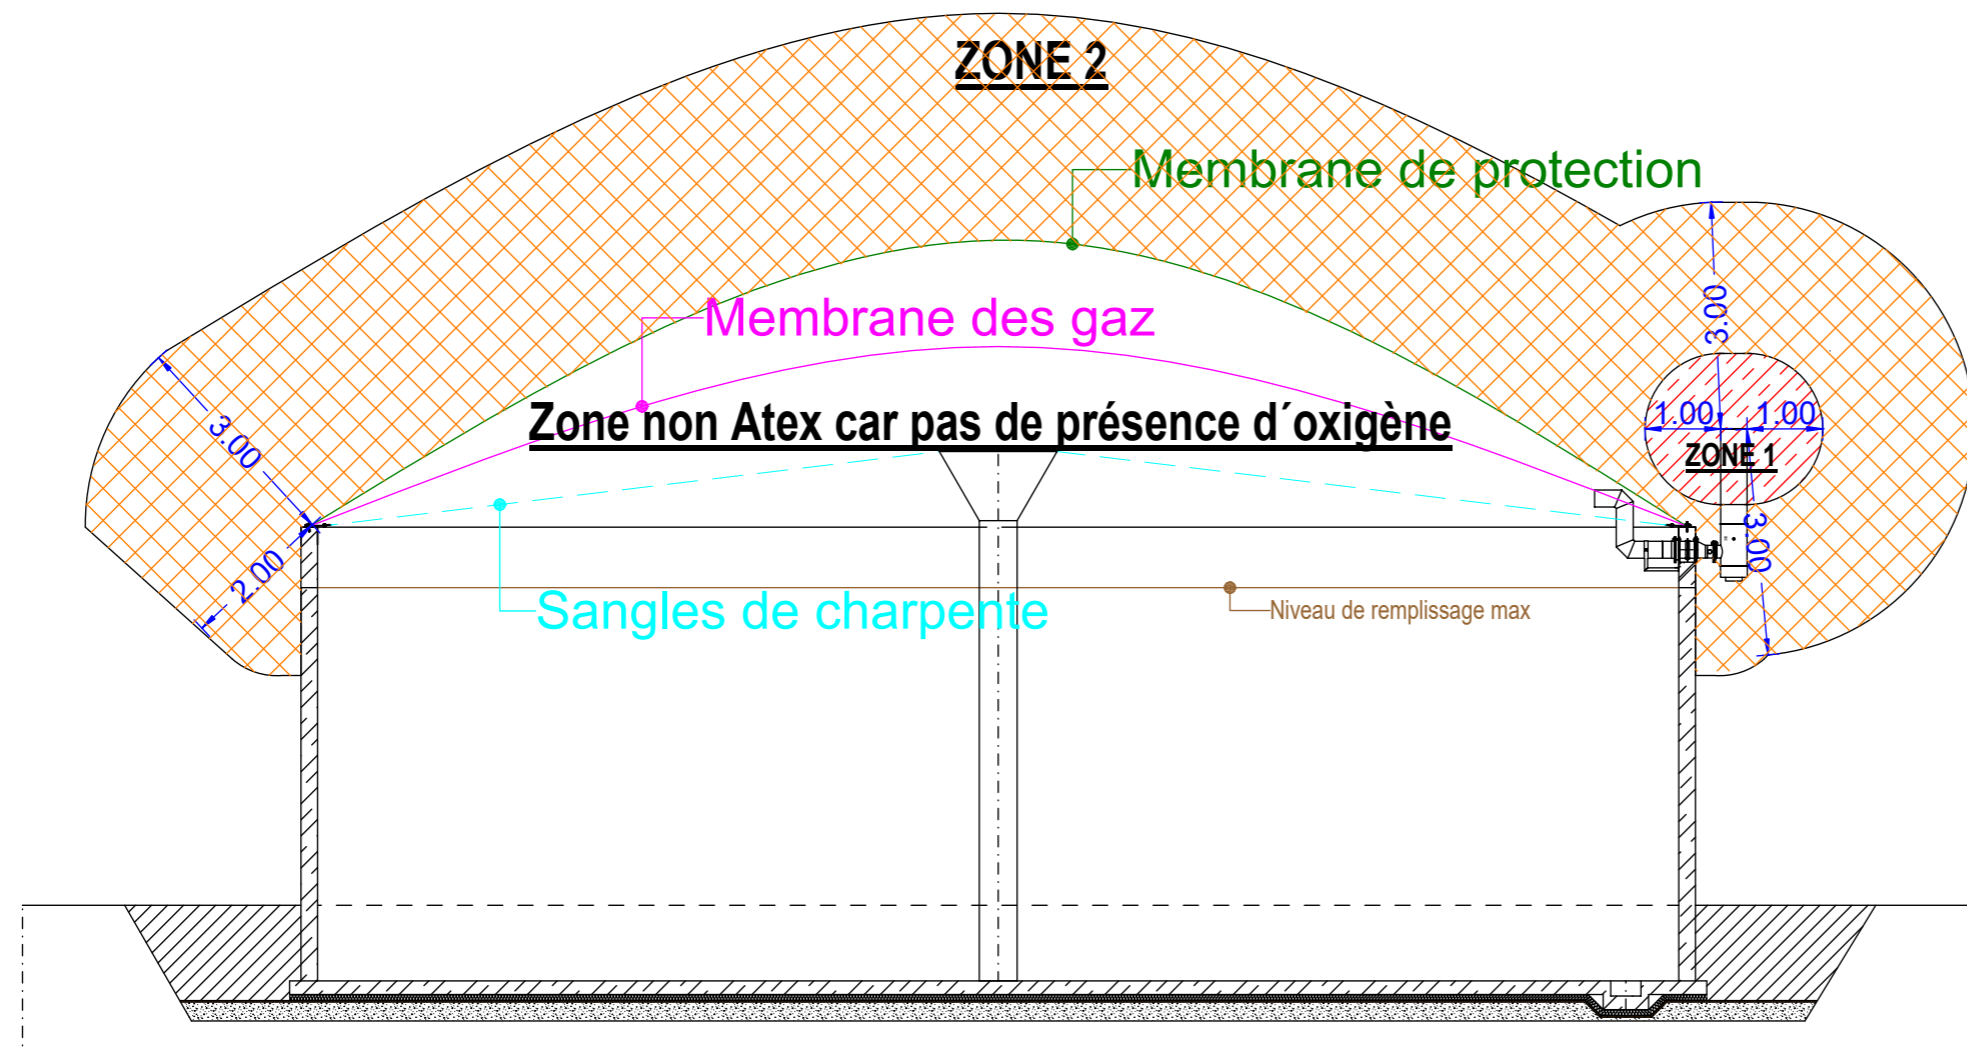 ZONE 2
Membrane de protection
Membrane des gaz
3.00
Zone non Atex car pas de présence d´oxigène
1.00
1.00
ZONE 1
3.00
2.00
3.00
Sangles de charpente
Niveau de remplissage max